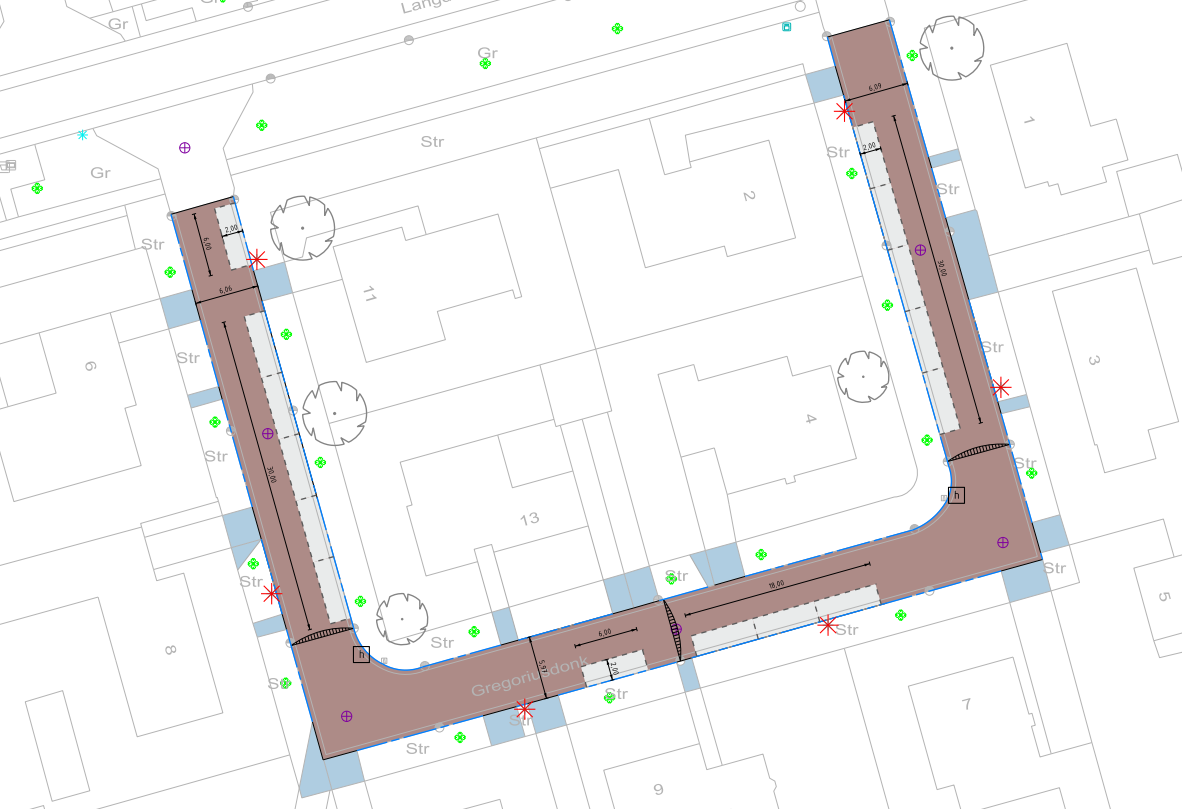 Lange
Gr
Gr
Gr
Str
Str
Str
Str
1
2
6,09
2,00
30,00
6,00
2,00
6,06
11
6
Str
Str
Str
3
4
30,00
13
Str
h
Str
Str
Str
5
h
8
18,00
6,00
5,97
2,00
Gregoriusdonk
Str
Str
Str
Str
Str
Str
7
9